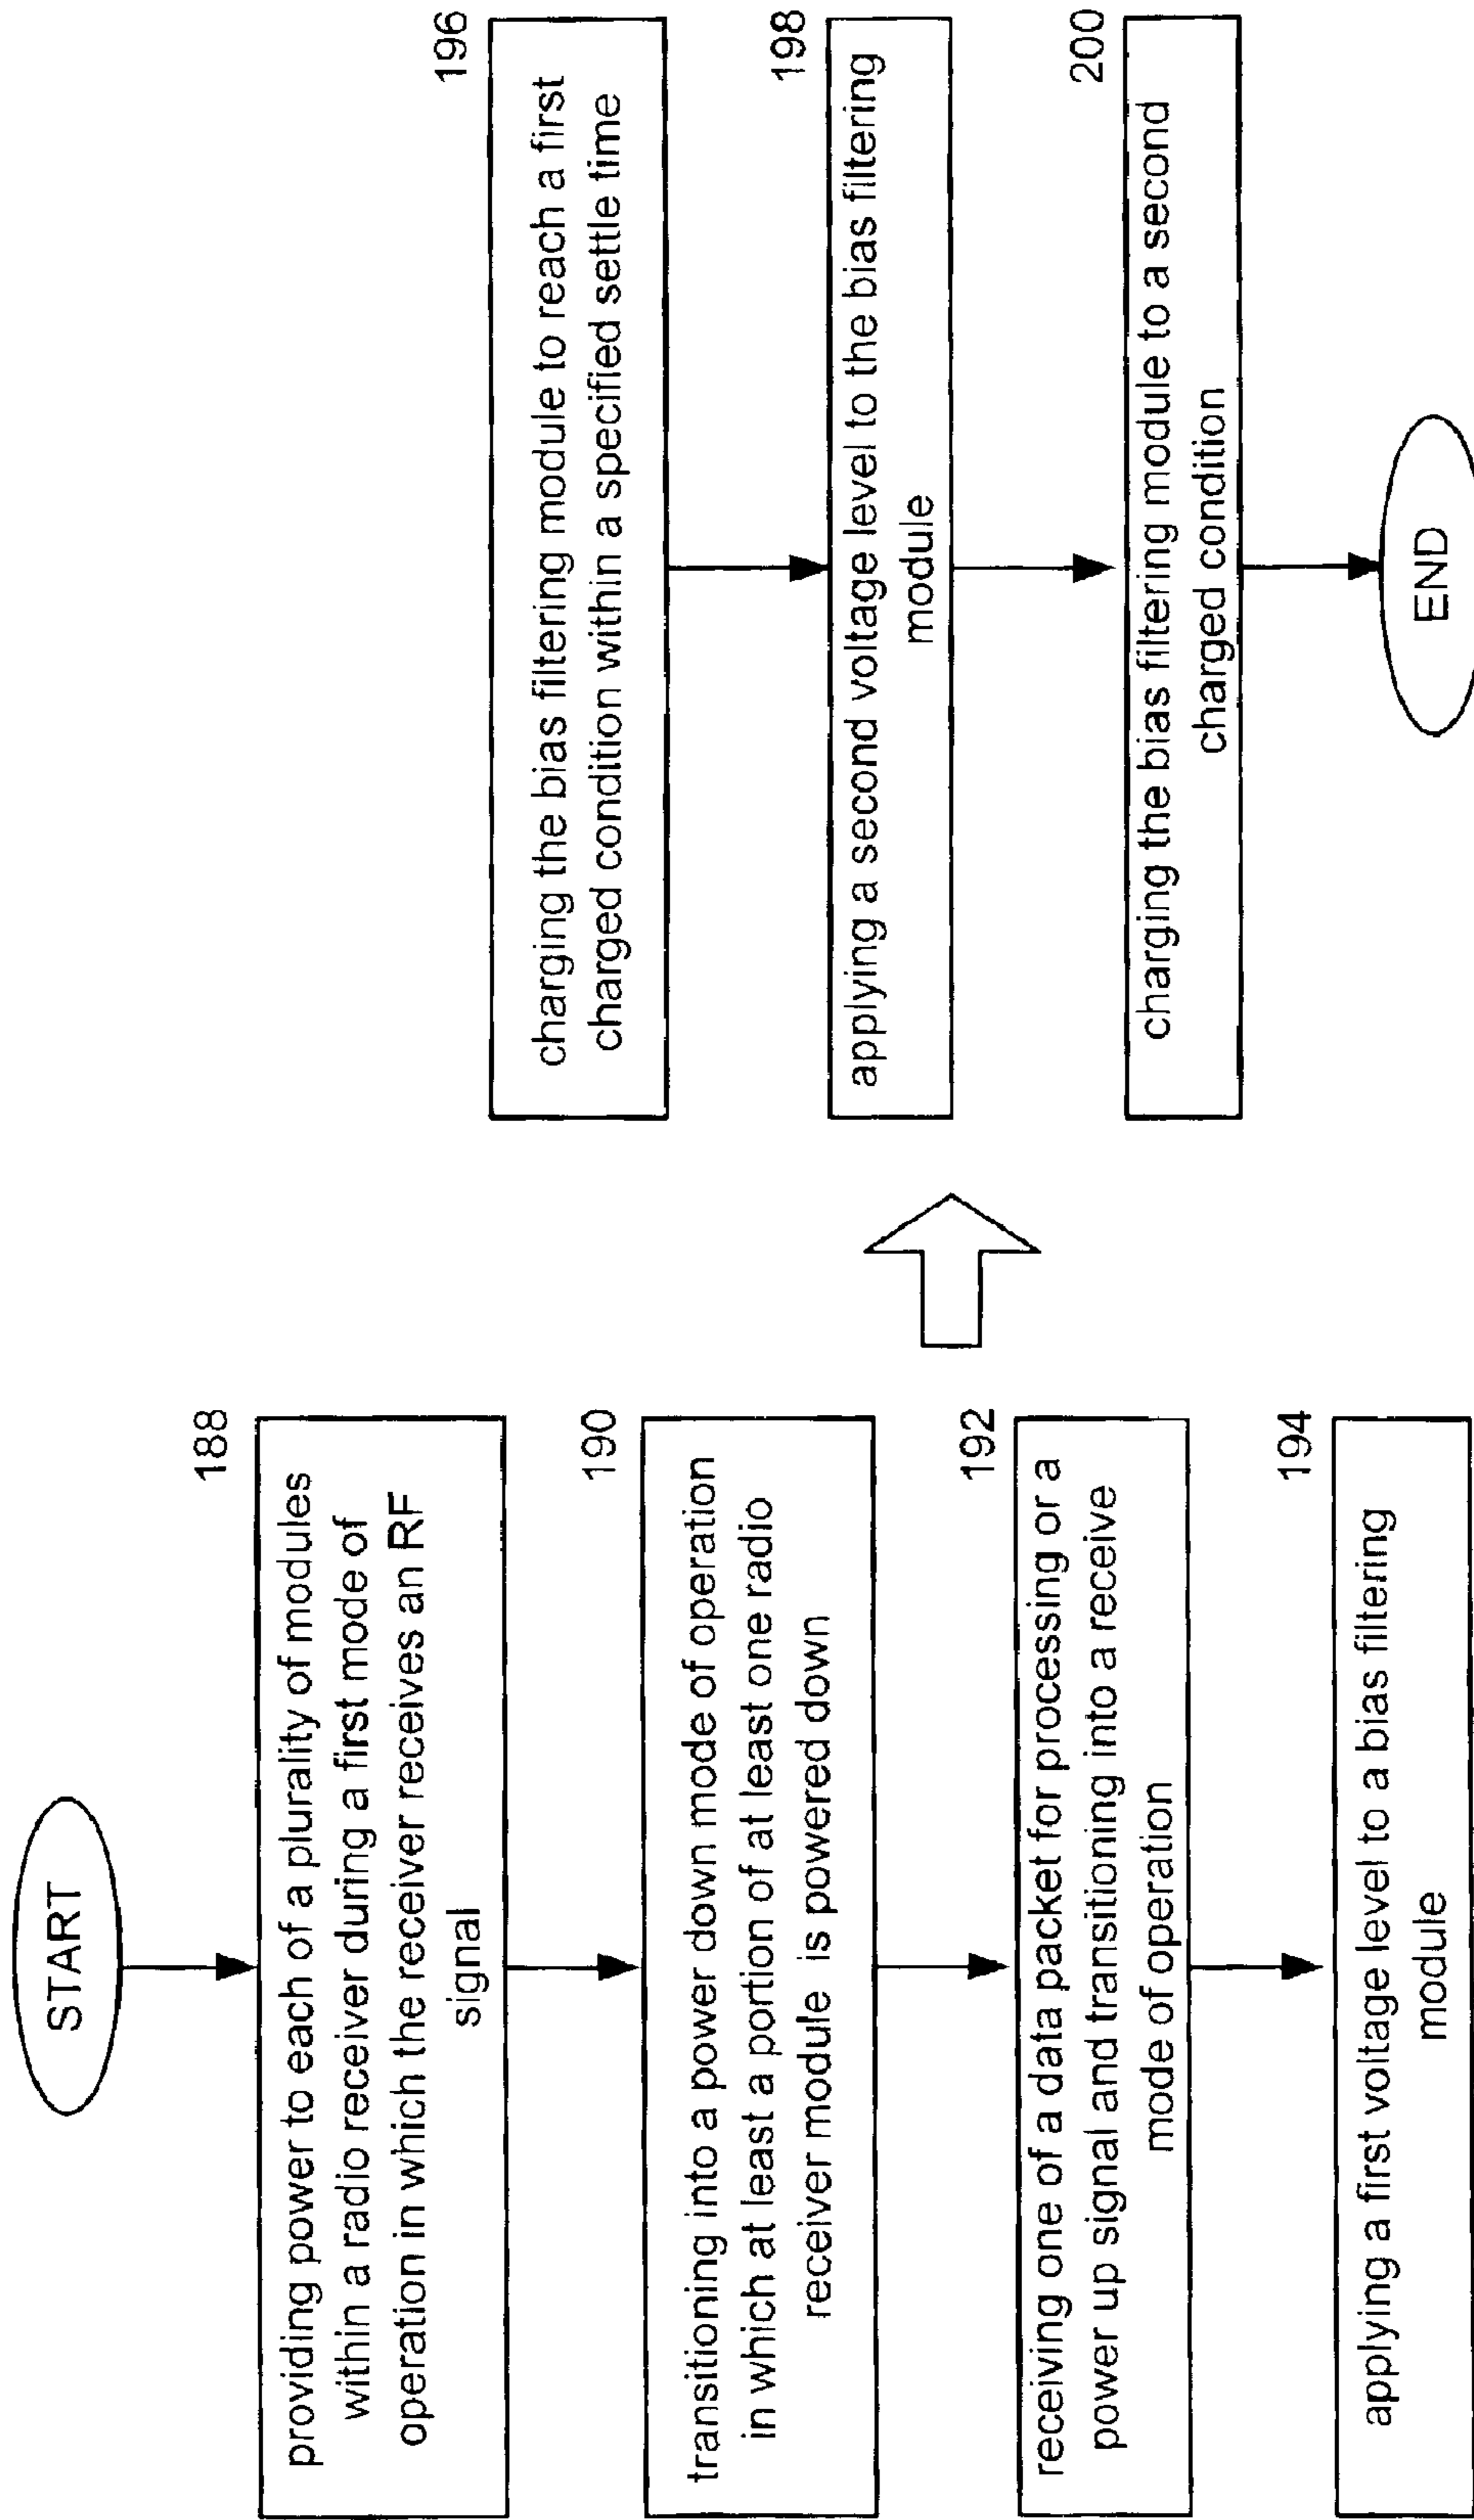 START
188
providing power to each of a plurality of modules
within a radio receiver during a first mode of
operation in which the receiver receives an RF
signal
190
transitioning into a power down mode of operation
in which at least a portion of at least one radio
receiver module is powered down
192
receiving one of a data packet for processing or a
power up signal and transitioning into a receive
mode of operation
194
applying a first voltage level to a bias filtering
module
196
charging the bias filtering module to reach a first
charged condition within a specified settle time
198
applying a second voltage level to the bias filtering
module
200
charging the bias filtering module to a second
charged condition
END